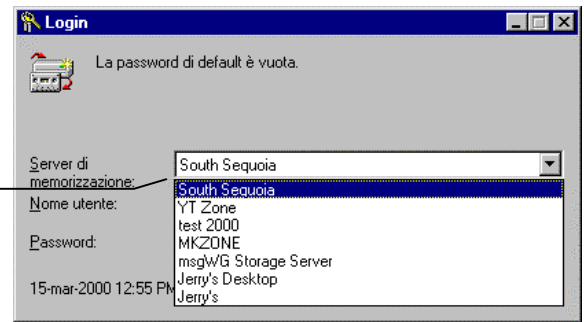 Login
La password di default è vuota.
Server di
memorizzazione:
South Sequoia
South Sequoia
YT Zone
test 2000
MKZONE
msgWG Storage Server
Jerry's Desktop
Jerry's
Nome utente:
Password:
15-mar-2000 12:55 PM